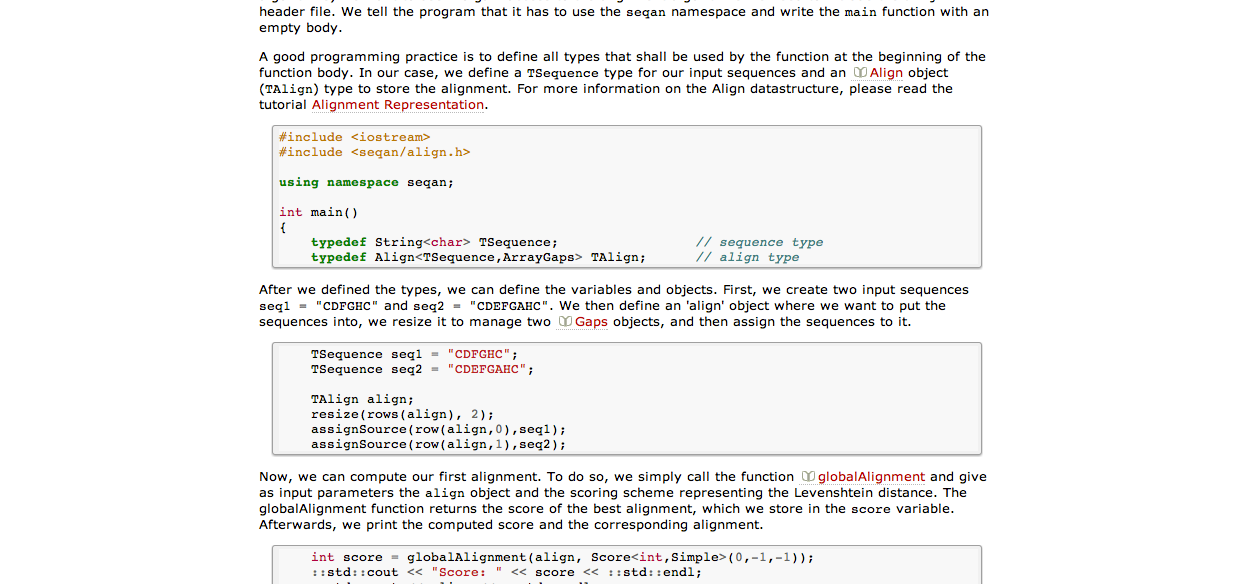 header file. We tell the program that it has to use the seqan namespace and write the main function with an
empty body.
A good programming practice is to define all types that shall be used by the function at the beginning of the
function body. In our case, we define a TSequence type for our input sequences and an Align object
(TAlign) type to store the alignment. For more information on the Align datastructure, please read the
tutorial Alignment Representation.
#include <iostream>
#include <seqan/align.h>
using namespace seqan;
int main()
{
typedef String<char> TSequence; // sequence type
typedef Align<TSequence,ArrayGaps> TAlign; // align type
After we defined the types, we can define the variables and objects. First, we create two input sequences
seq1 = "CDFGHC" and seq2 = "CDEFGAHC". We then define an 'align' object where we want to put the
sequences into, we resize it to manage two Gaps objects, and then assign the sequences to it.
TSequence seq1 = "CDFGHC";
TSequence seq2 = "CDEFGAHC";
TAlign align;
resize(rows(align), 2);
assignSource(row(align,0),seq1);
assignSource(row(align,1),seq2);
Now, we can compute our first alignment. To do so, we simply call the function globalAlignment and give
as input parameters the align object and the scoring scheme representing the Levenshtein distance. The
globalAlignment function returns the score of the best alignment, which we store in the score variable.
Afterwards, we print the computed score and the corresponding alignment.
int score = globalAlignment(align, Score<int,Simple>(0,-1,-1));
::std::cout << "Score: " << score << ::std::endl;